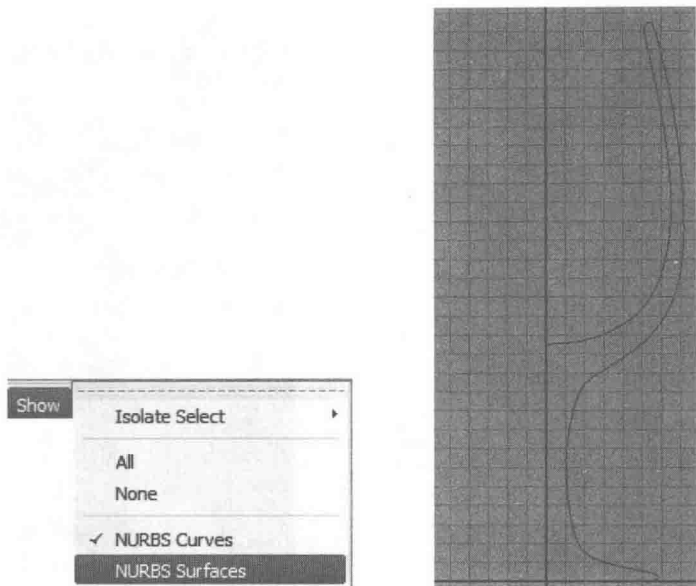 Show
Isolate Select
All
None
NURBS Curves
NURBS Surfaces